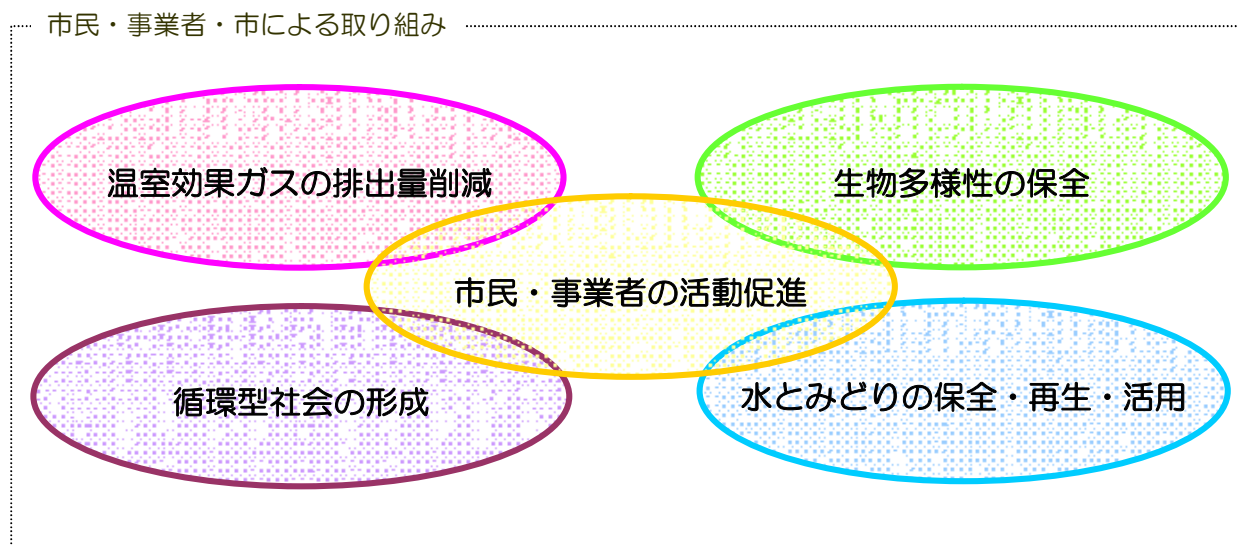 市民・事業者・市による取り組み
温室効果ガスの排出量削減
生物多様性の保全
市民・事業者の活動促進
循環型社会の形成
水とみどりの保全・再生・活用